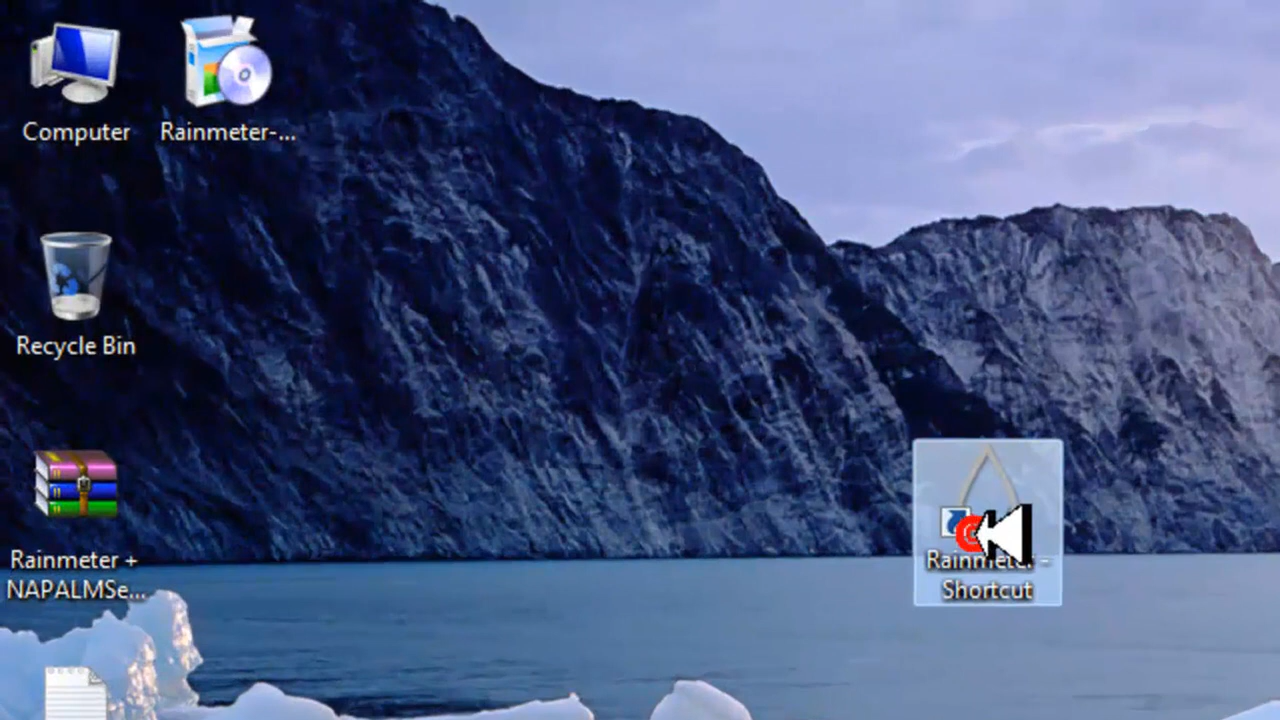 Computer
Rainmeter-...
Recycle Bin
Rainmeter +
NAPALMSe...
Rainmeter -
Shortcut